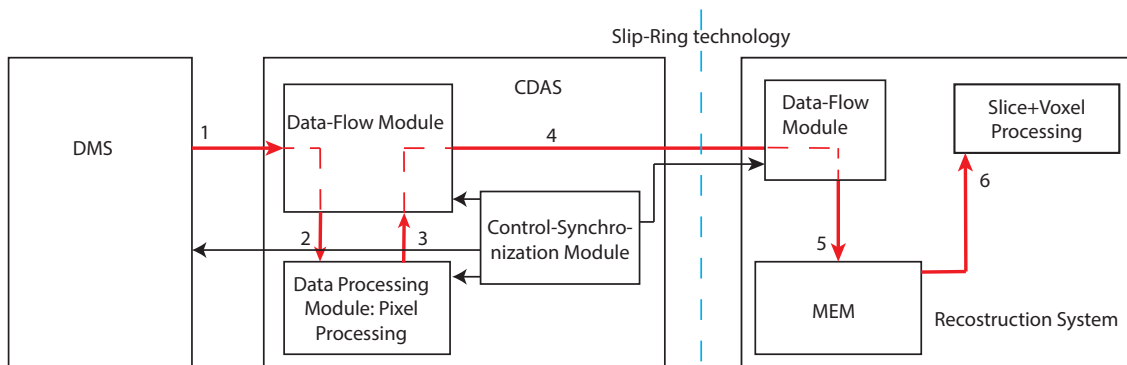 Slip-Ring technology
DMS
1
CDAS
Data-Flow Module
2
3
Data Processing
Module: Pixel
Processing
Control-Synchro-
nization Module
4
Data-Flow
Module
5
MEM
6
Slice+Voxel
Processing
Recostruction System